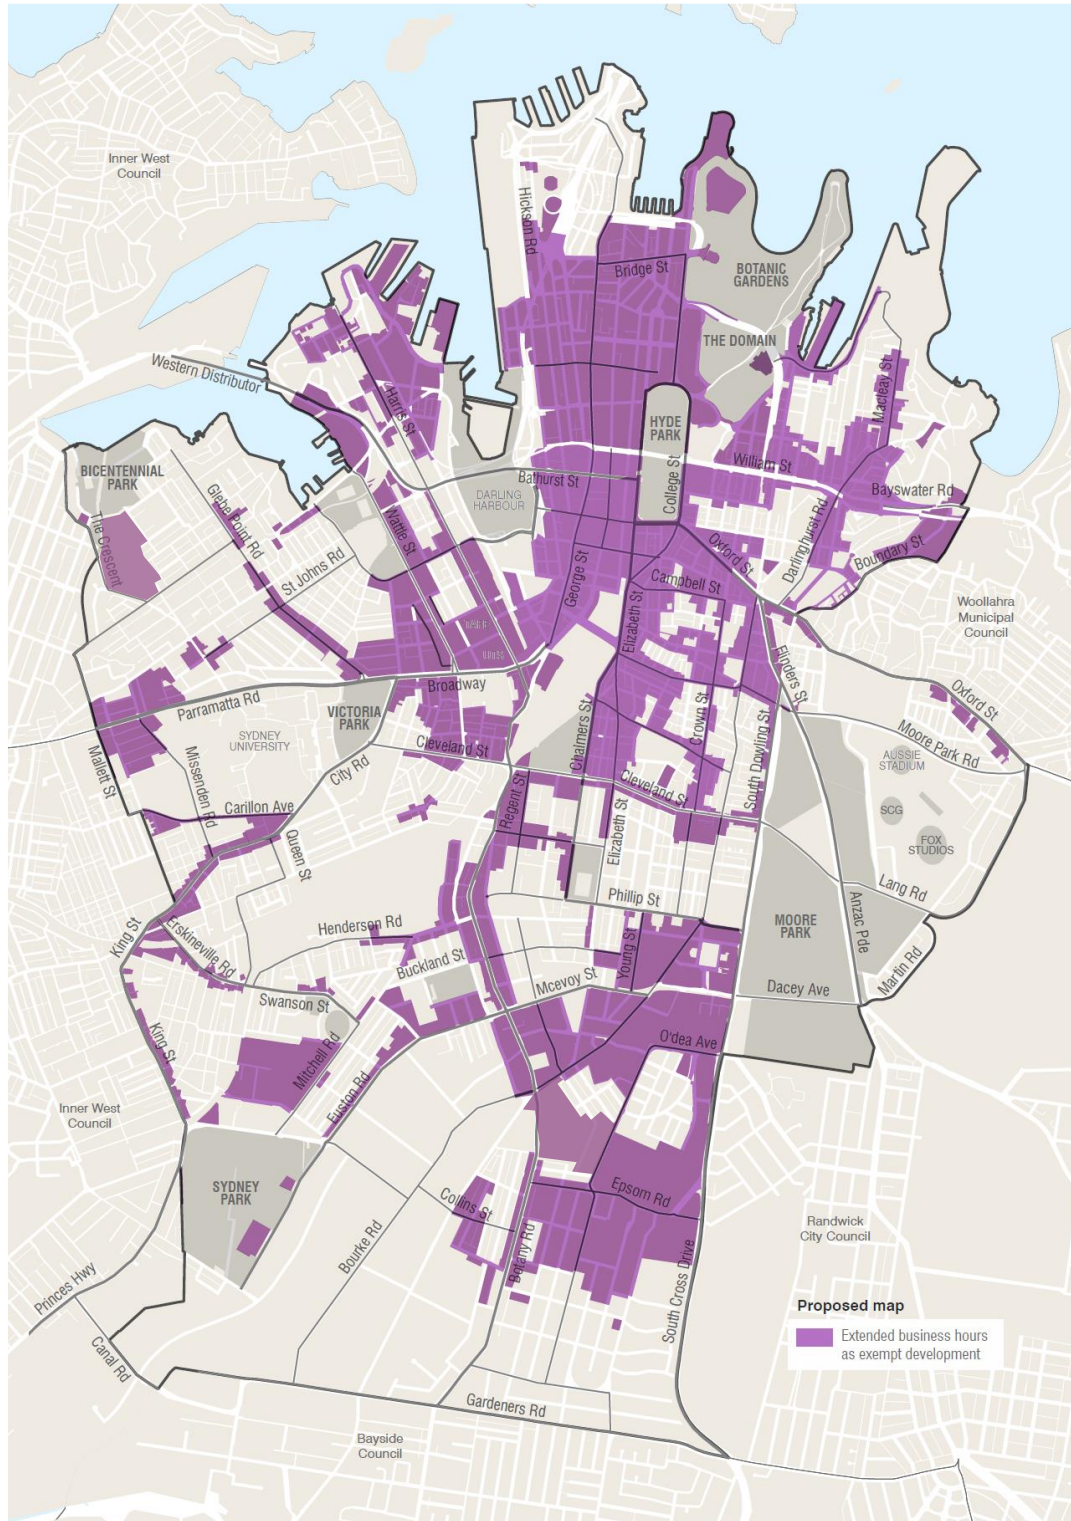 Inner West
Council
Hickson Rd
Bridge St
BOTANIC
GARDENS
THE DOMAIN
Western Distributor
Harris St
Macleay St
HYDE
PARK
College St
William St
BICENTENNIAL
PARK
Bathurst St
DARLING
HARBOUR
Bayswater Rd
Glebe Point Rd
Wattle St
The Crescent
Oxford St
Darlinghurst Rd
Boundary St
St Johns Rd
George St
Campbell St
Elizabeth St
Woollahra
Municipal
Council
TAFE
UTS
Flinders St
Broadway
Parramatta Rd
VICTORIA
PARK
Oxford St
SYDNEY
UNIVERSITY
Chalmers St
Crown St
South Dowling St
Moore Park Rd
AUSSIE
STADIUM
Mallett St
Missenden Rd
City Rd
Cleveland St
Cleveland St
Regent St
Carillon Ave
SCG
Queen St
Elizabeth St
FOX
STUDIOS
Lang Rd
Phillip St
Anzac Pde
MOORE
PARK
King St
Erskineville Rd
Henderson Rd
Buckland St
Young St
Martin Rd
Mcevoy St
Dacey Ave
Swanson St
King St
Mitchell Rd
O'dea Ave
Euston Rd
Inner West
Council
SYDNEY
PARK
Collins St
Epsom Rd
Bourke Rd
Botany Rd
Randwick
City Council
South Cross Drive
Princes Hwy
Canal Rd
Proposed map
Extended business hours
as exempt development
Gardeners Rd
Bayside
Council